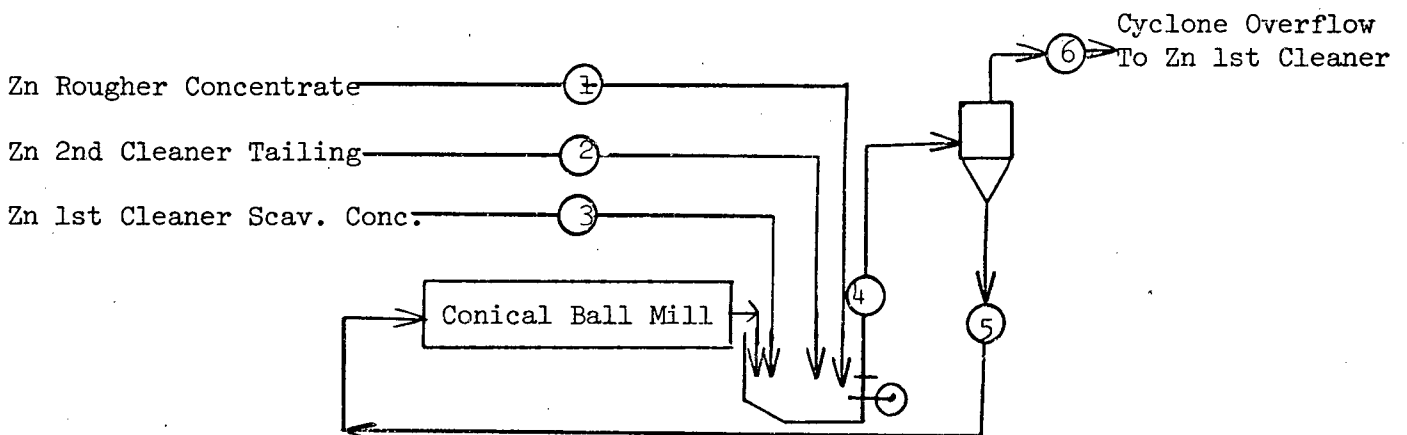 Cyclone Overflow
To Zn 1st Cleaner
6
Zn Rougher Concentrate
1
Zn 2nd Cleaner Tailing
2
Zn 1st Cleaner Scav. Conc.
3
4
Conical Ball Mill
5